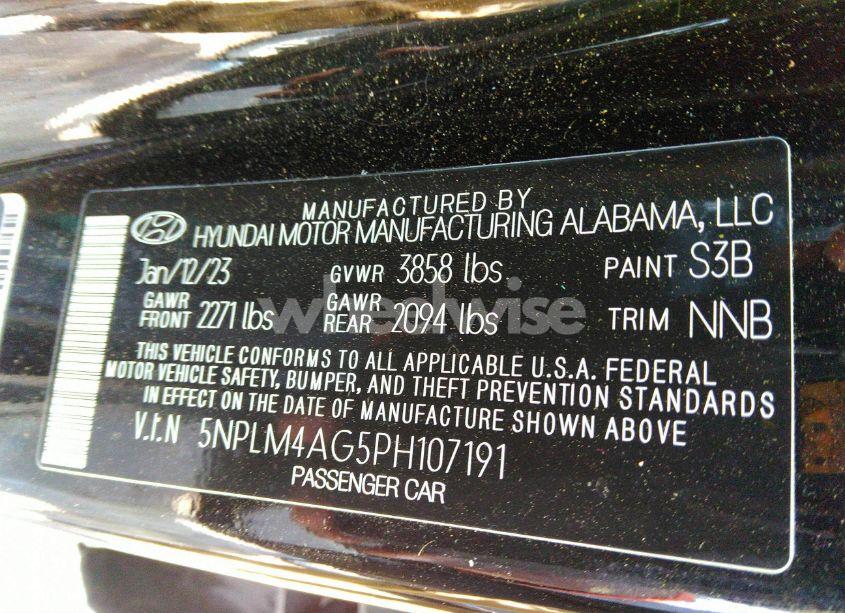 MANUFACTURED BY
HYUNDAI MOTOR MANUFACTURING ALABAMA, LLC
Jan/12/23 GVWR 3858 lbs PAINT S3B
GAWR FRONT 2271 lbs GAWR REAR 2094 lbs TRIM NNB
wheelwise
THIS VEHICLE CONFORMS TO ALL APPLICABLE U.S.A. FEDERAL
MOTOR VEHICLE SAFETY, BUMPER, AND THEFT PREVENTION STANDARDS
IN EFFECT ON THE DATE OF MANUFACTURE SHOWN ABOVE
V.I.N 5NPLM4AG5PH107191
PASSENGER CAR